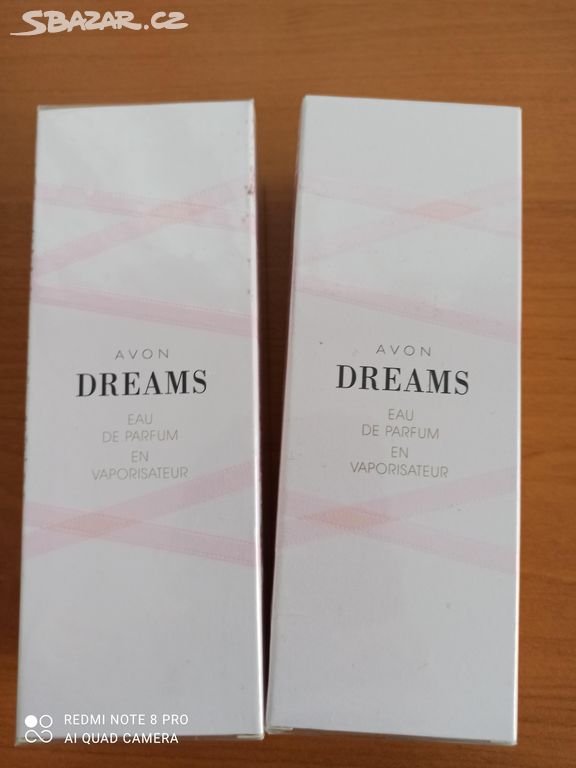 SBAZAR.CZ
AVON
DREAMS
EAU
DE PARFUM
EN
VAPORISATEUR
AVON
DREAMS
EAU
DE PARFUM
EN
VAPORISATEUR
REDMI NOTE 8 PRO
AI QUAD CAMERA